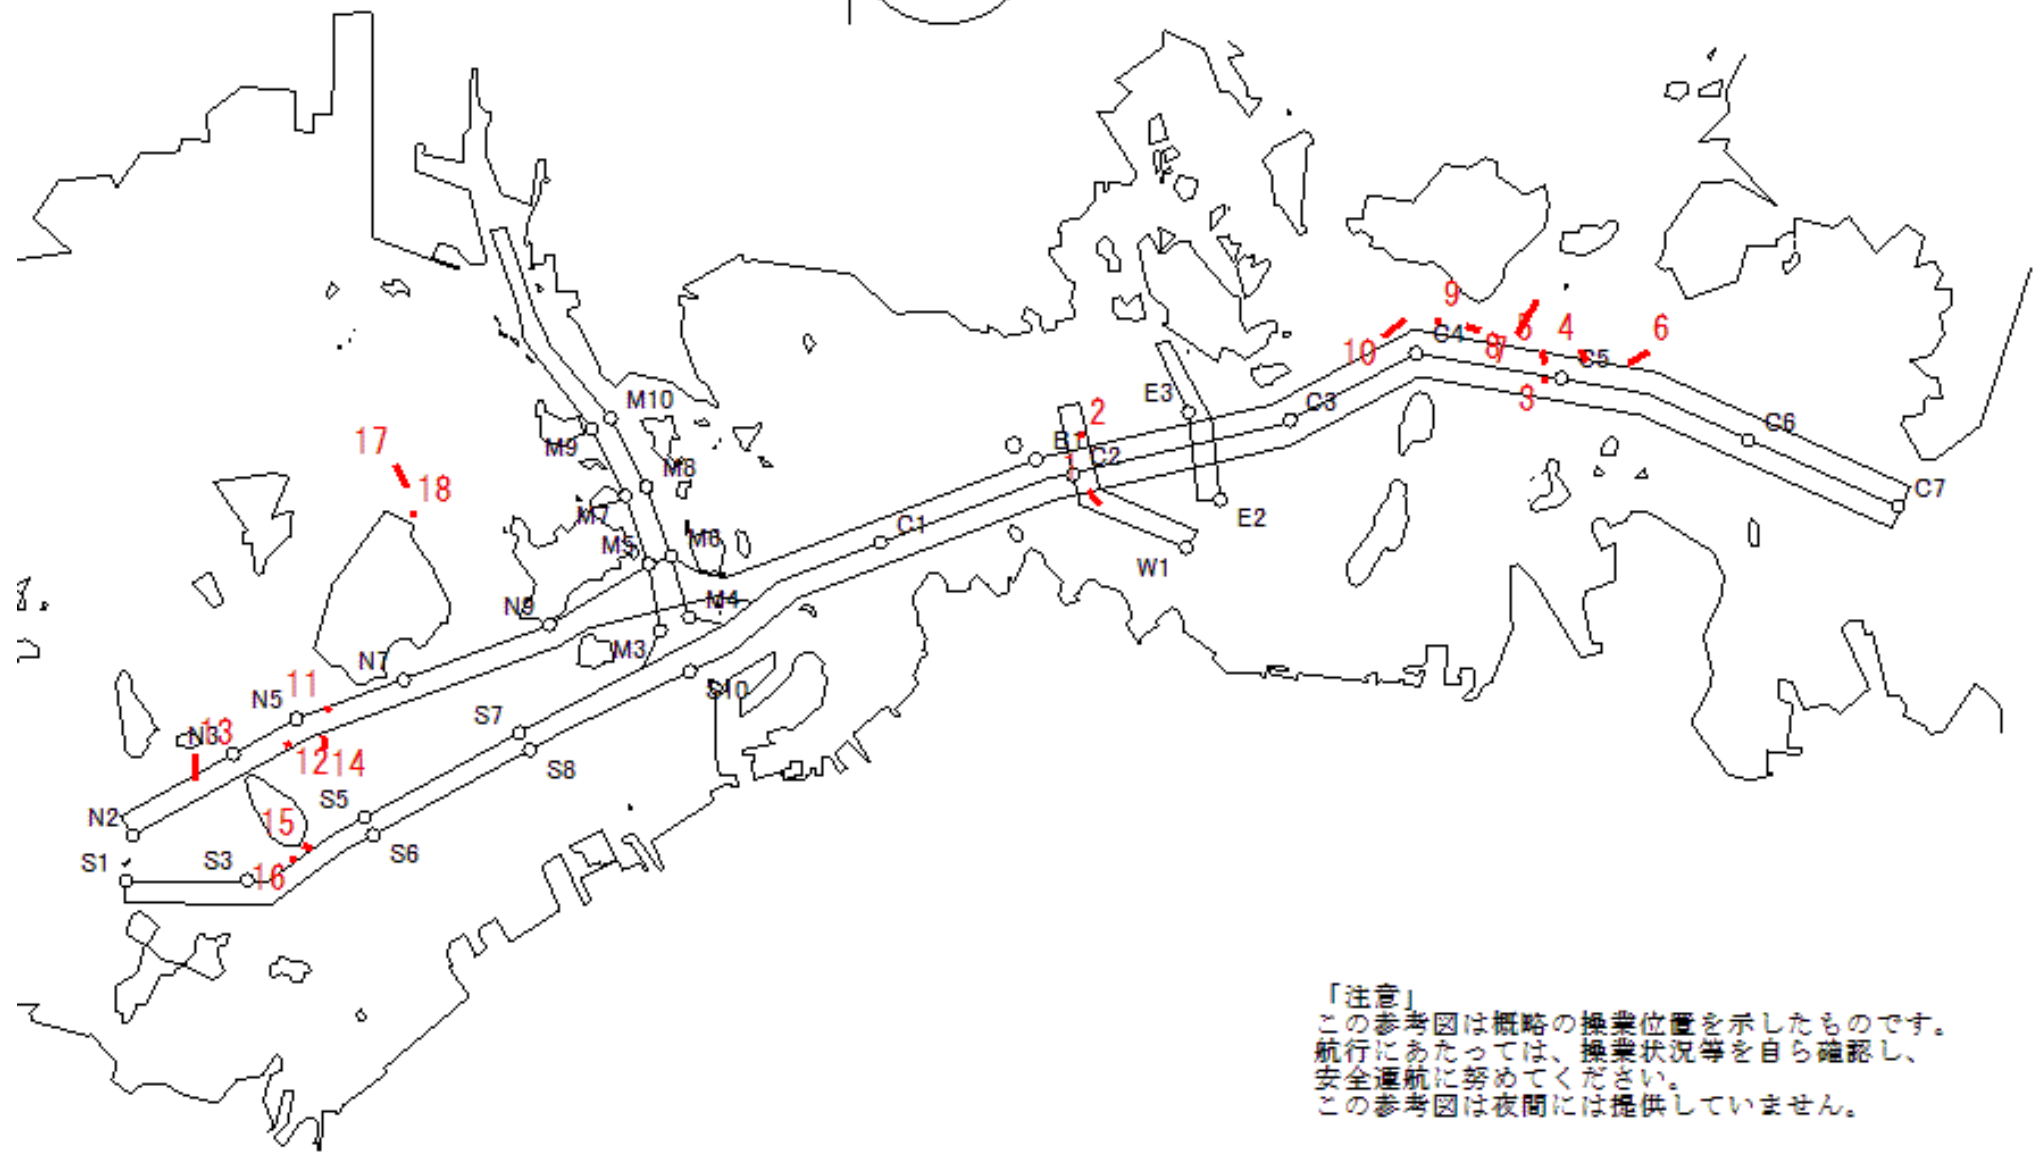 9
5
4
6
C4
10
8
7
C5
M10
E3
2
C3
3
C6
17
M9
B1
1
C2
M8
18
C7
M7
E2
C1
M5
M6
W1
N9
M4
M3
N7
11
N5
S10
S7
N3
13
12
14
S8
S5
N2
15
S6
S1
S3
16
「注意」
この参考図は概略の操業位置を示したものです。
航行にあたっては、操業状況等を自ら確認し、
安全運航に努めてください。
この参考図は夜間には提供していません。